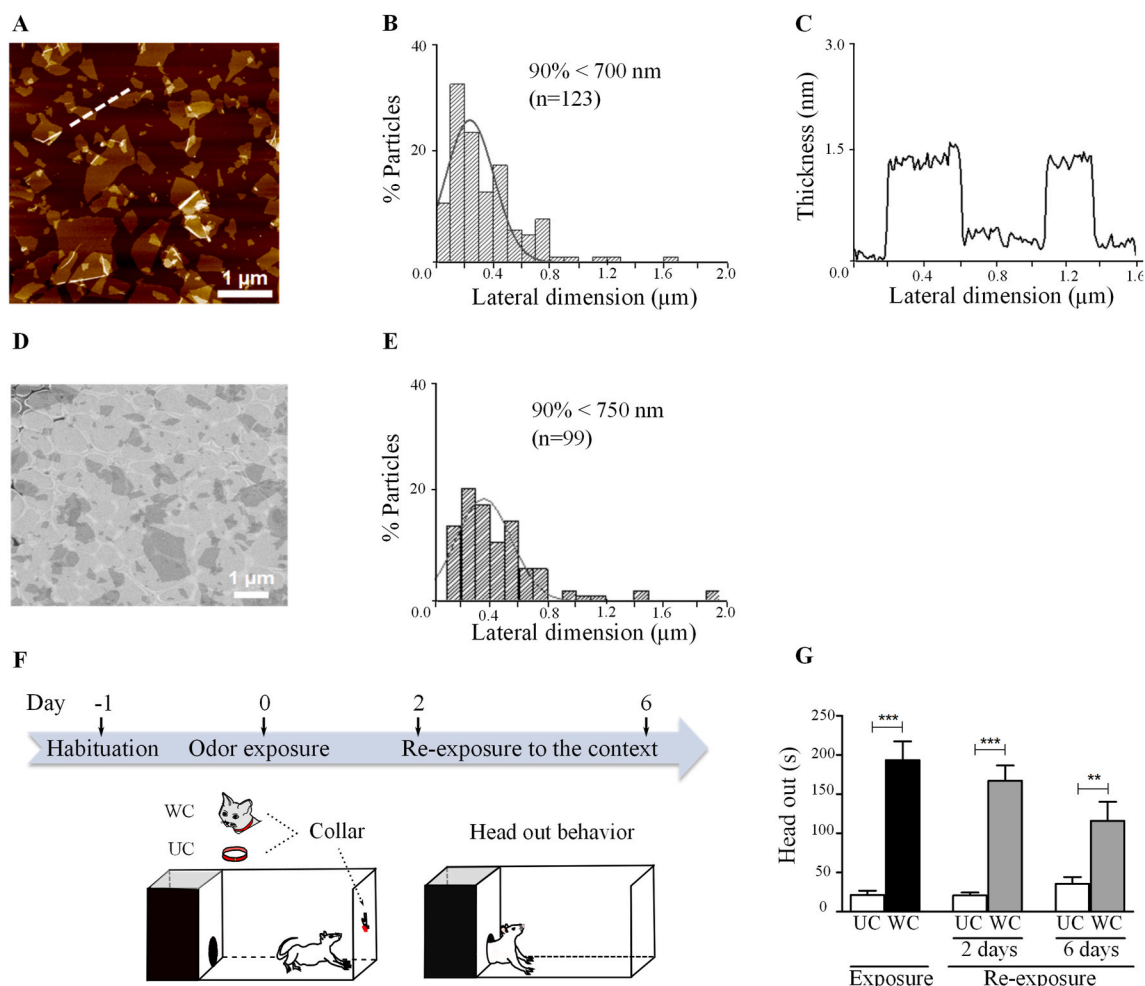 A
1 µm
B
40
20
% Particles
90% < 700 nm
(n=123)
0.0 0.4 0.8 1.2 1.6 2.0
Lateral dimension (µm)
C
3.0
1.5
Thickness (nm)
0.0 0.4 0.8 1.2 1.6
Lateral dimension (µm)
D
1 µm
E
40
20
% Particles
90% < 750 nm
(n=99)
0.0 0.4 0.8 1.2 1.6 2.0
Lateral dimension (µm)
F
Day -1 0 2 6
Habituation Odor exposure Re-exposure to the context
WC
UC
Collar
Head out behavior
G
Head out (s)
250
200
150
100
50
0
*** *** **
UC WC UC WC UC WC
2 days 6 days
Exposure Re-exposure